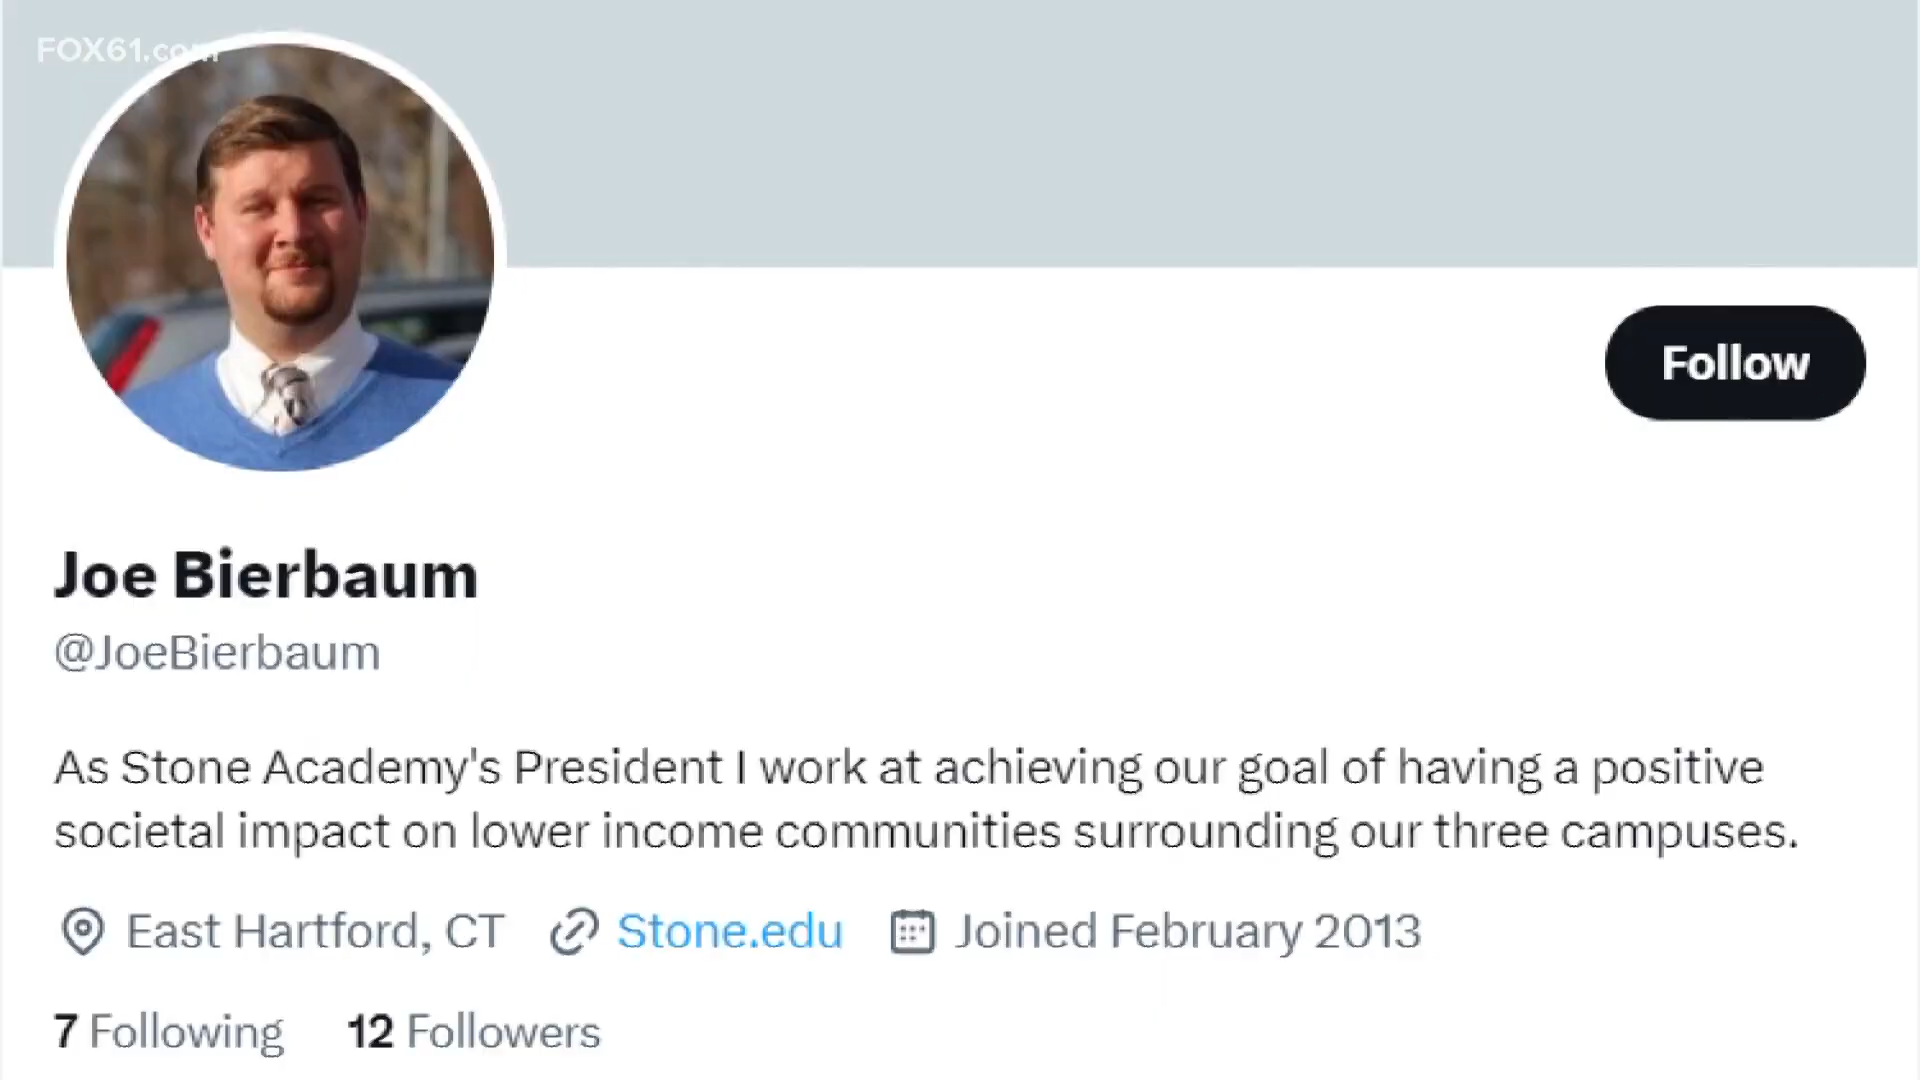 FOX61.com
Follow
Joe Bierbaum
@JoeBierbaum
As Stone Academy's President I work at achieving our goal of having a positive
societal impact on lower income communities surrounding our three campuses.
East Hartford, CT Stone.edu Joined February 2013
7 Following 12 Followers